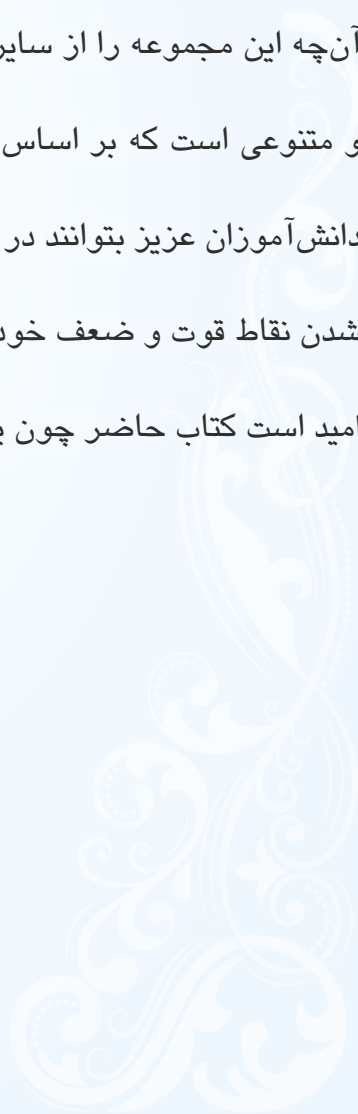 آن‌چه این مجموعه را از سایر
و متنوعی است که بر اساس
دانش‌آموزان عزیز بتوانند در
شدن نقاط قوت و ضعف خود
امید است کتاب حاضر چون